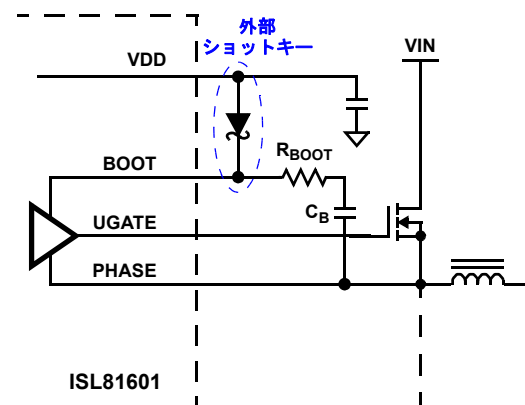 外部
ショットキー
VIN
VDD
BOOT
RBOOT
CB
UGATE
PHASE
ISL81601